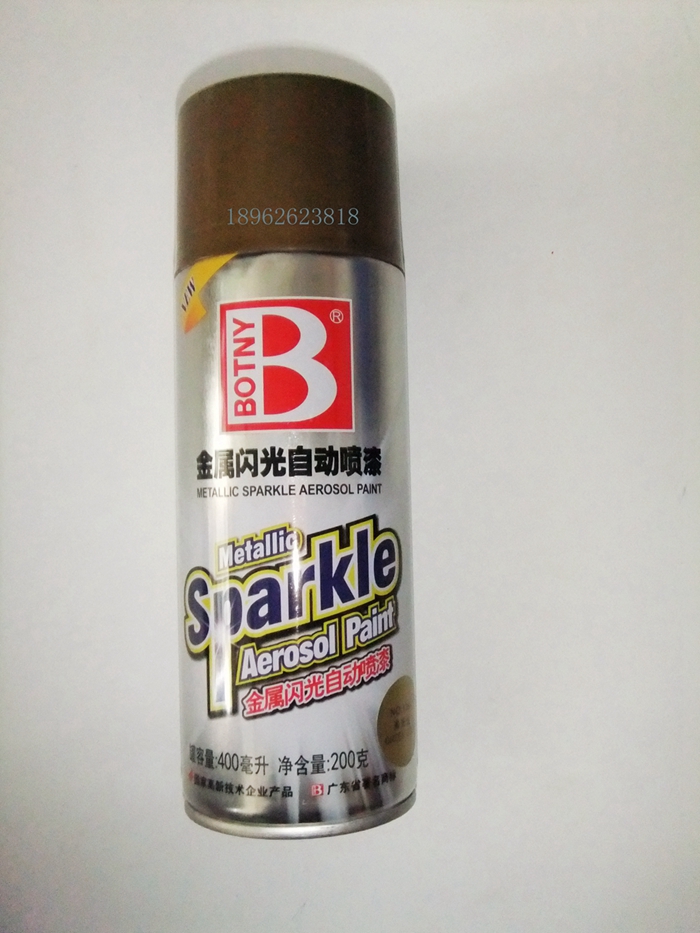 18962623818
NEW
BOTNY
B
®
金属闪光自动喷漆
METALLIC SPARKLE AEROSOL PAINT
Metallic
Sparkle
Aerosol Paint
金属闪光自动喷漆
罐容量:400毫升 净含量:200克
国家高新技术企业产品 B 广东省著名商标